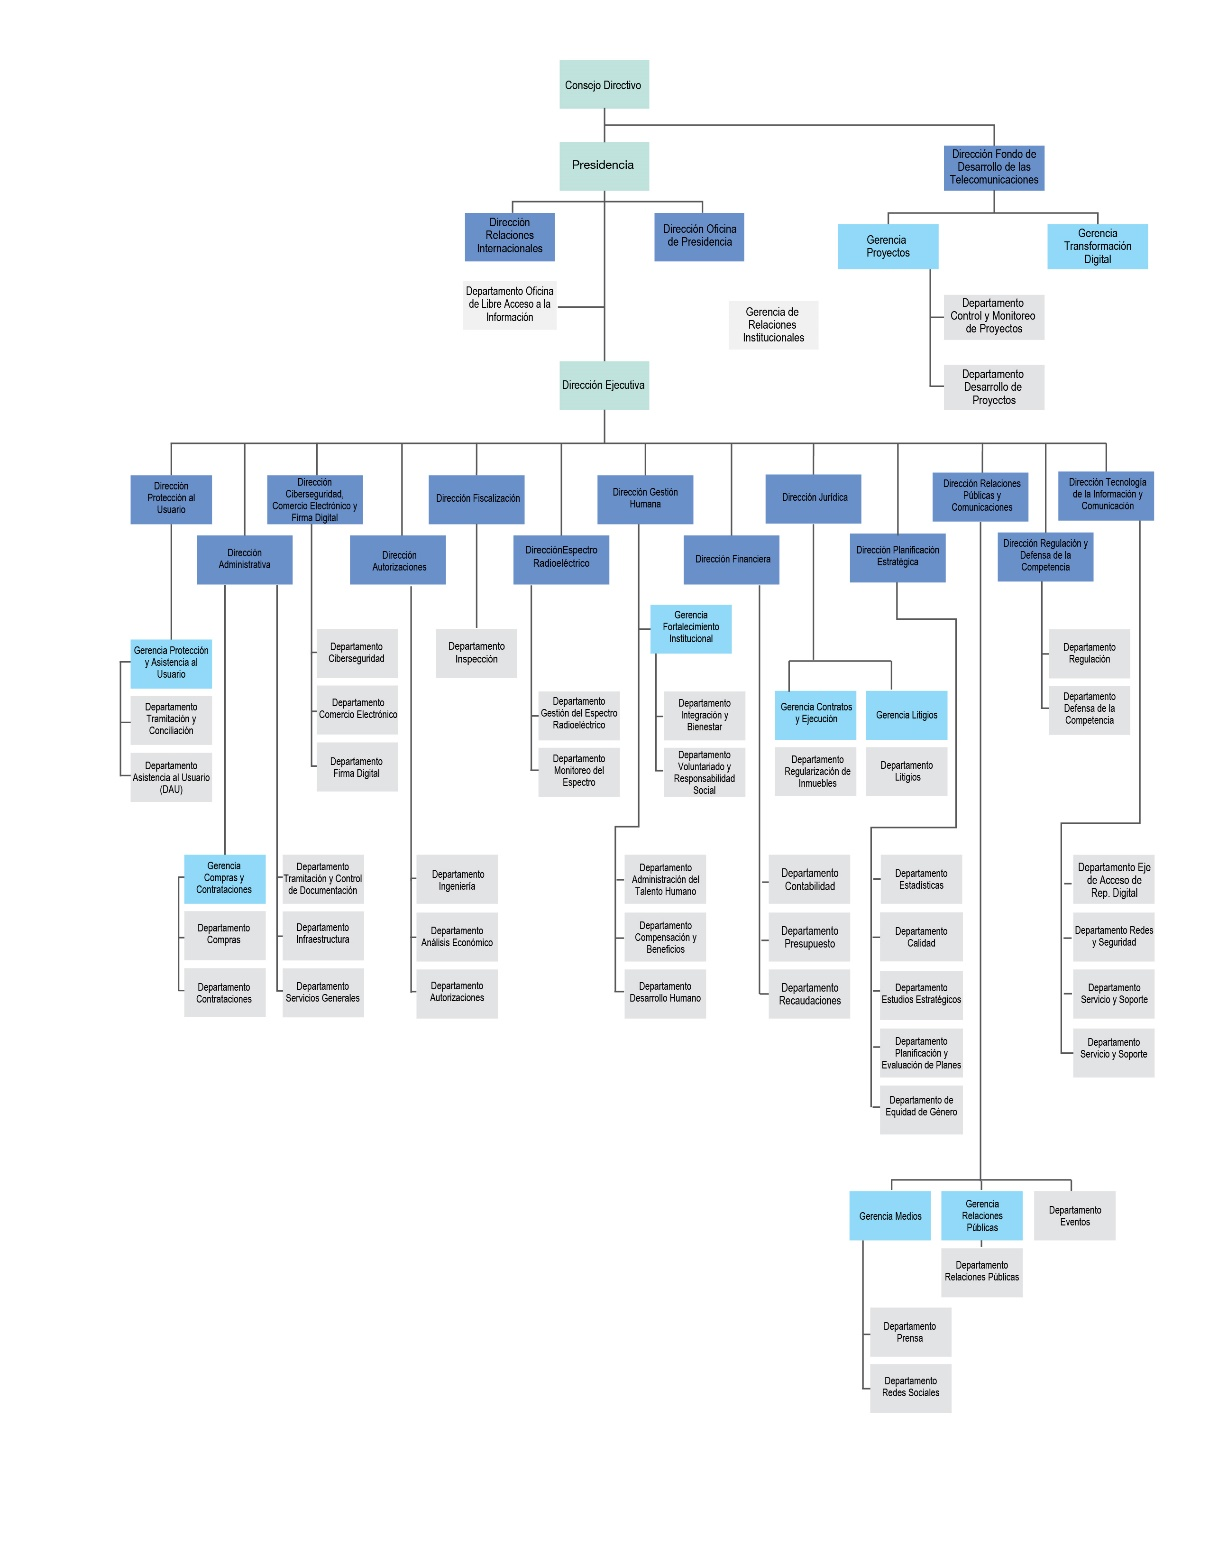 Consejo Directivo
Presidencia
Dirección Fondo de
Desarrollo de las
Telecomunicaciones
Dirección
Relaciones
Internacionales
Dirección Oficina
de Presidencia
Gerencia
Proyectos
Gerencia
Transformación
Digital
Departamento Oficina
de Libre Acceso a la
Información
Gerencia de
Relaciones
Institucionales
Departamento
Control y Monitoreo
de Proyectos
Departamento
Desarrollo de
Proyectos
Dirección Ejecutiva
Dirección
Protección al
Usuario
Dirección
Ciberseguridad,
Comercio Electrónico y
Firma Digital
Dirección Fiscalización
Dirección Gestión
Humana
Dirección Jurídica
Dirección Relaciones
Públicas y
Comunicaciones
Dirección Tecnología
de la Información y
Comunicación
Dirección
Administrativa
Dirección
Autorizaciones
DirecciónEspectro
Radioeléctrico
Dirección Financiera
Dirección Planificación
Estratégica
Dirección Regulación y
Defensa de la
Competencia
Gerencia Protección
y Asistencia al
Usuario
Departamento
Tramitación y
Conciliación
Departamento
Asistencia al Usuario
(DAU)
Departamento
Ciberseguridad
Departamento
Comercio Electrónico
Departamento
Firma Digital
Departamento
Inspección
Departamento
Gestión del Espectro
Radioeléctrico
Departamento
Monitoreo del
Espectro
Gerencia
Fortalecimiento
Institucional
Departamento
Integración y
Bienestar
Departamento
Voluntariado y
Responsabilidad
Social
Gerencia Contratos
y Ejecución
Departamento
Regularización de
Inmuebles
Gerencia Litigios
Departamento
Litigios
Departamento
Regulación
Departamento
Defensa de la
Competencia
Gerencia
Compras y
Contrataciones
Departamento
Compras
Departamento
Contrataciones
Departamento
Tramitación y Control
de Documentación
Departamento
Infraestructura
Departamento
Servicios Generales
Departamento
Ingeniería
Departamento
Análisis Económico
Departamento
Autorizaciones
Departamento
Administración del
Talento Humano
Departamento
Compensación y
Beneficios
Departamento
Desarrollo Humano
Departamento
Contabilidad
Departamento
Presupuesto
Departamento
Recaudaciones
Departamento
Estadísticas
Departamento
Calidad
Departamento
Estudios Estratégicos
Departamento
Planificación y
Evaluación de Planes
Departamento de
Equidad de Género
Departamento Eje
de Acceso de
Rep. Digital
Departamento Redes
y Seguridad
Departamento
Servicio y Soporte
Departamento
Servicio y Soporte
Gerencia Medios
Gerencia
Relaciones
Públicas
Departamento
Eventos
Departamento
Relaciones Públicas
Departamento
Prensa
Departamento
Redes Sociales